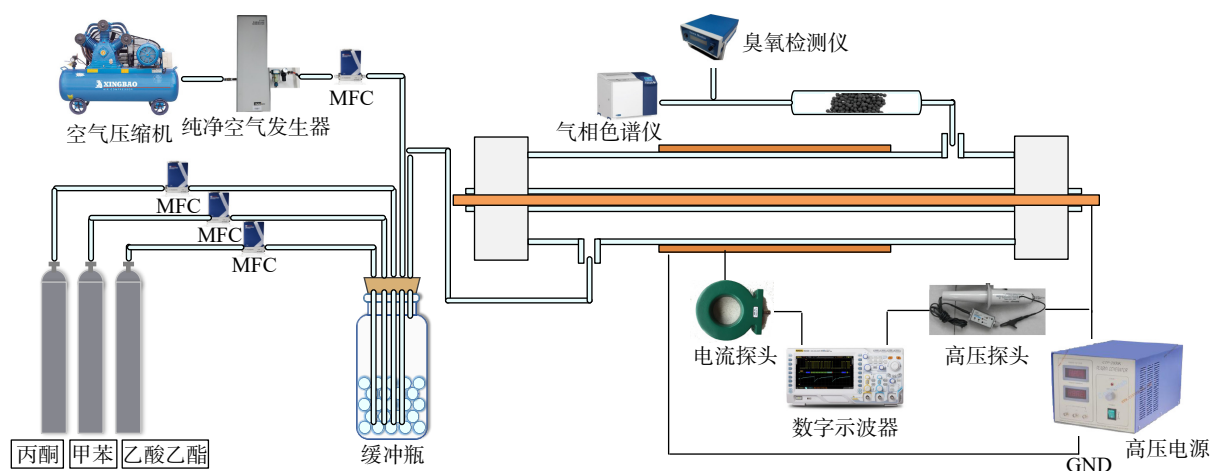 臭氧检测仪
XINGBAO
MFC
空气压缩机
纯净空气发生器
气相色谱仪
MFC
MFC
MFC
电流探头
高压探头
数字示波器
高压电源
GND
丙酮
甲苯
乙酸乙酯
缓冲瓶